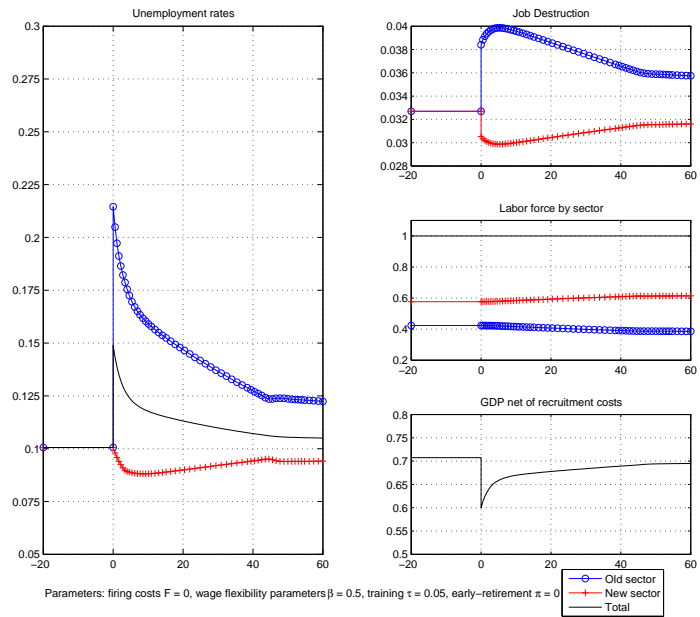 Unemployment rates
0.3
0.275
0.25
0.225
0.2
0.175
0.15
0.125
0.1
0.075
0.05
−20 0 20 40 60
Job Destruction
0.04
0.038
0.036
0.034
0.032
0.03
0.028
−20 0 20 40 60
Labor force by sector
1
0.8
0.6
0.4
0.2
−20 0 20 40 60
GDP net of recruitment costs
0.8
0.75
0.7
0.65
0.6
0.55
0.5
−20 0 20 40 60
Parameters: firing costs F = 0, wage flexibility parameters β = 0.5, training τ = 0.05, early−retirement π = 0
Old sector
New sector
Total